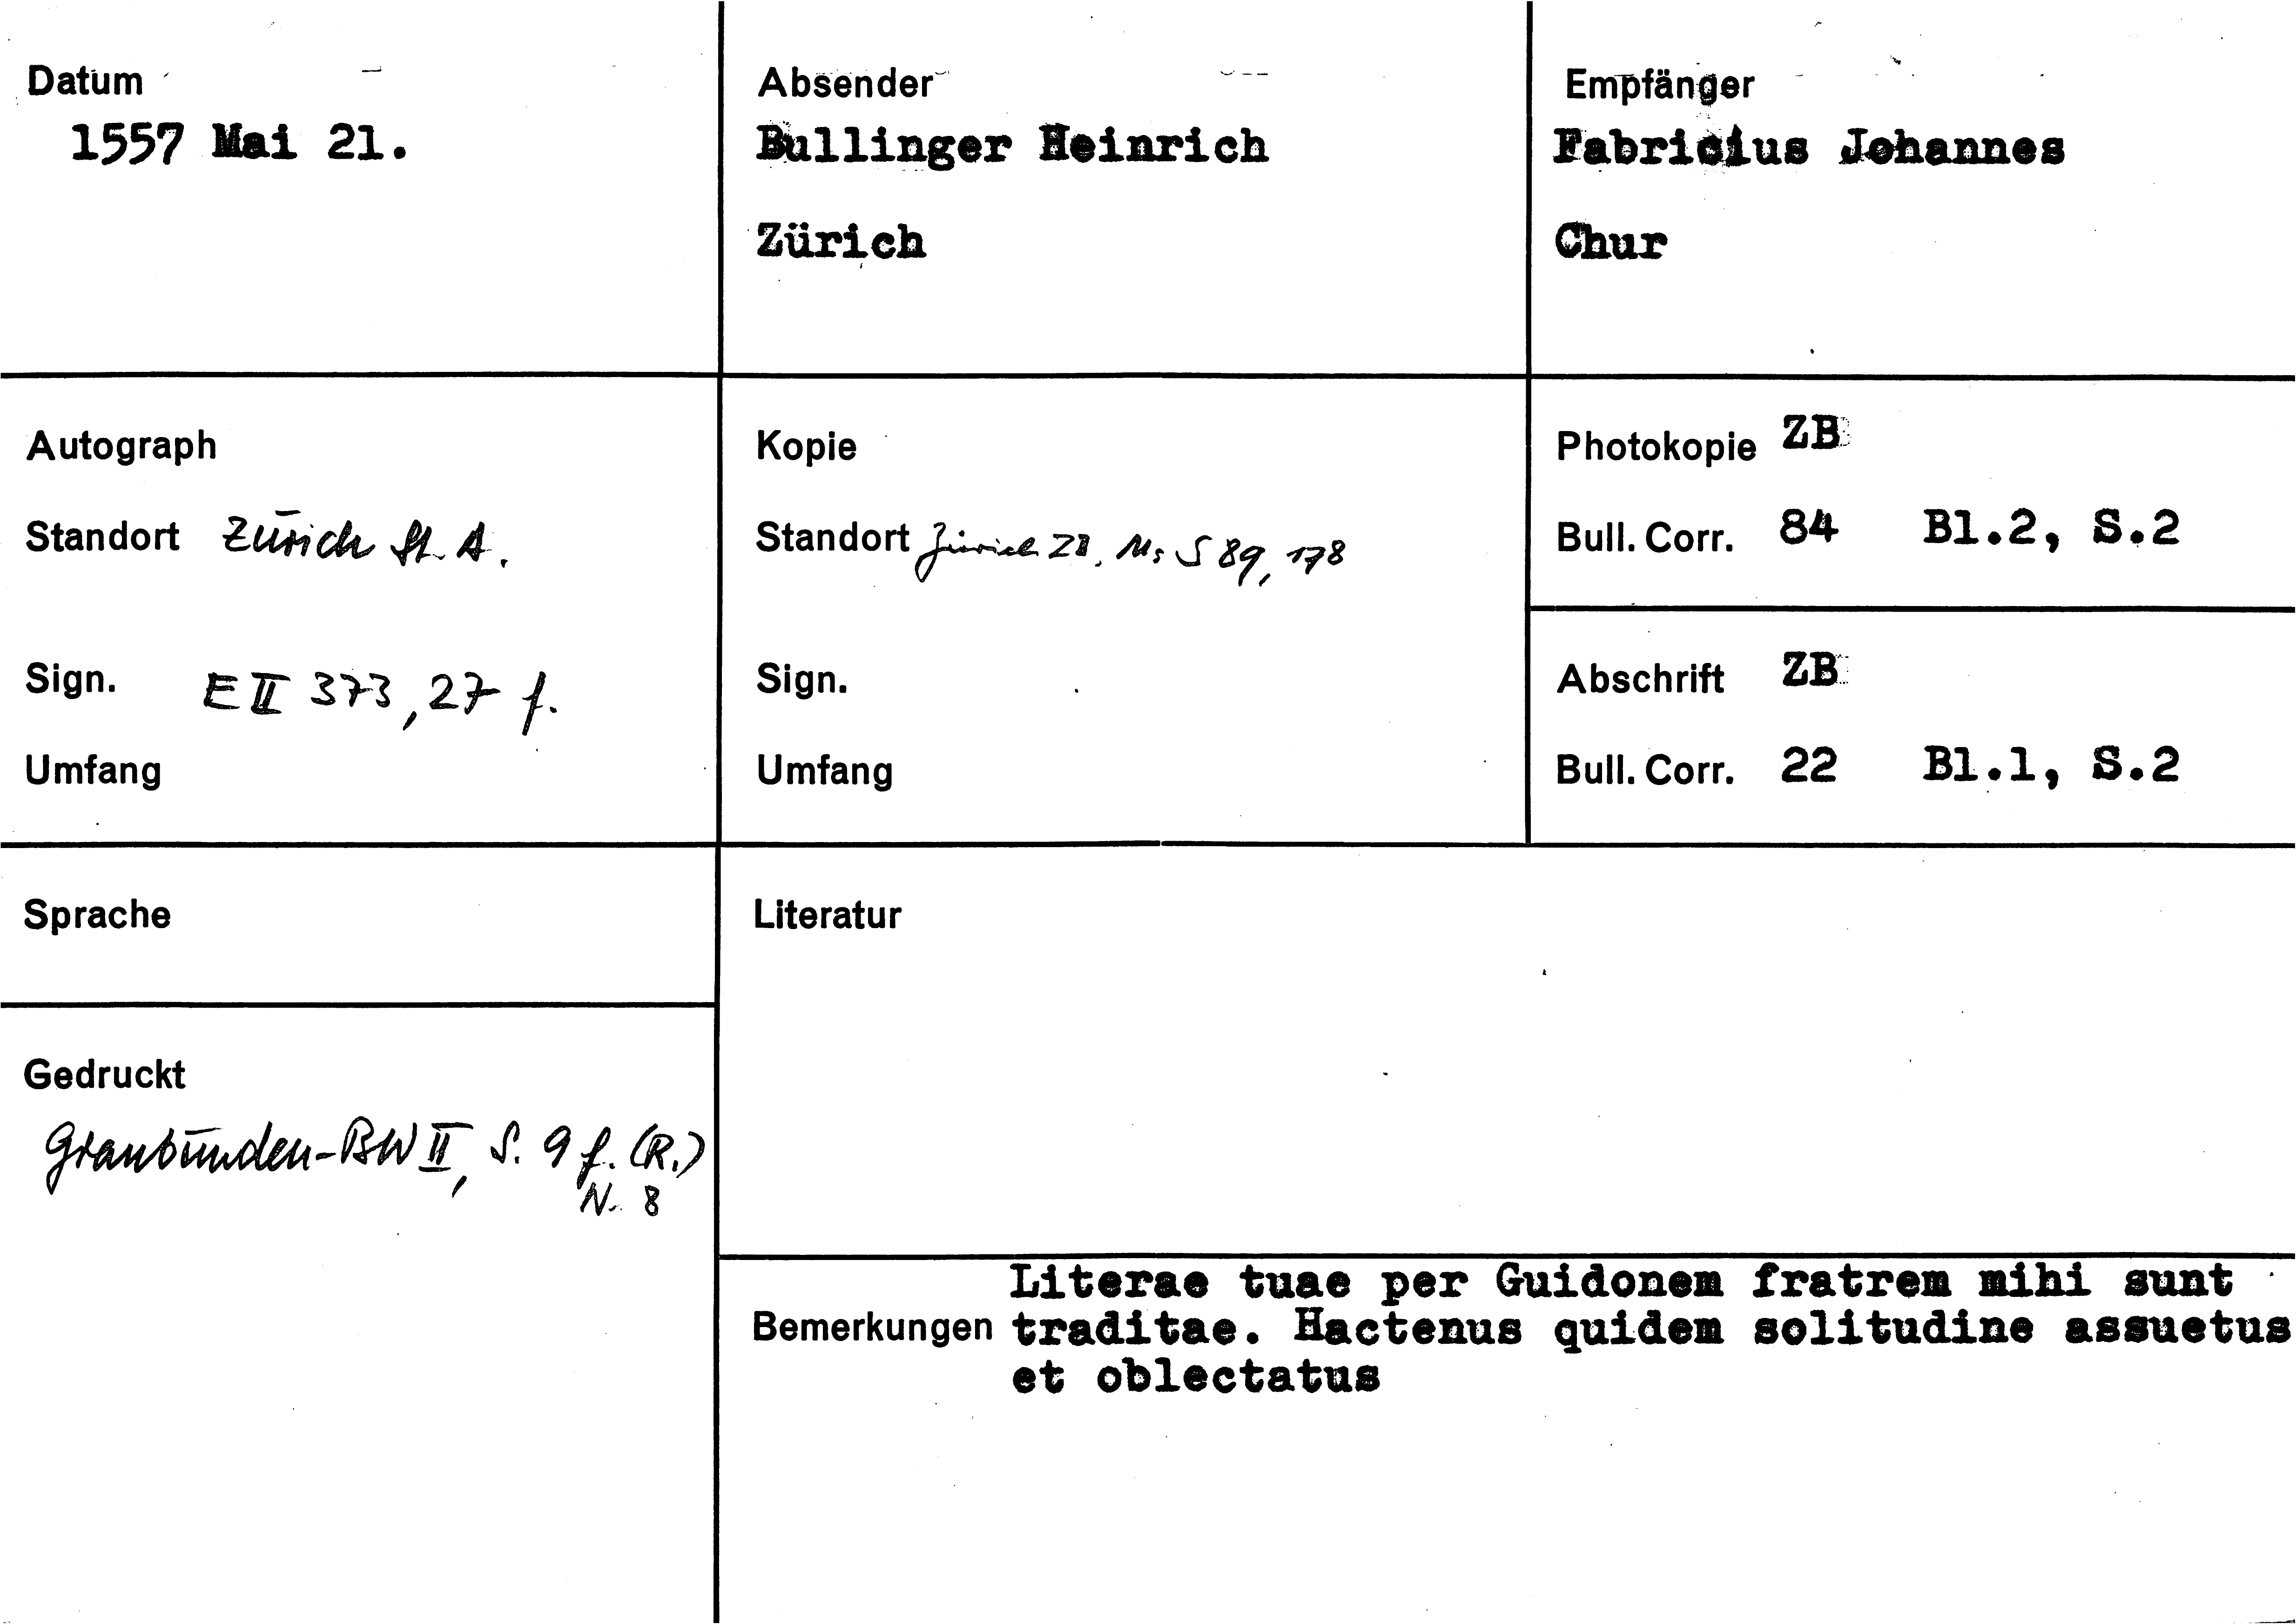 Datum
1557 Mai 21.
Absender
Bullinger Heinrich
Zürich
Empfänger
Fabricius Johannes
Chur
Autograph
Standort Zürich St. A.
Sign. E II 373, 27 f.
Umfang
Kopie
Standort Zürich ZB, Ms S 89, 178
Sign.
Umfang
Photokopie ZB
Bull. Corr. 84 Bl.2, S.2
Abschrift ZB
Bull. Corr. 22 Bl.1, S.2
Sprache
Gedruckt
Graubünden-BW II, S. 9 f. (R.)
N. 8
Literatur
Literae tuae per Guidonem fratrem mihi sunt
Bemerkungen traditae. Hactenus quidem solitudine assuetus
et oblectatus